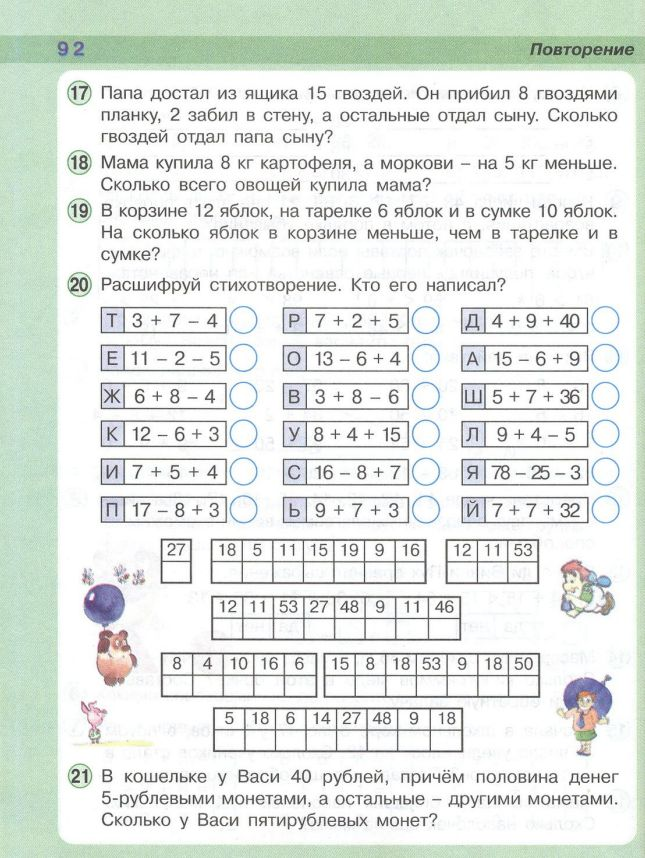 92
Повторение
17 Папа достал из ящика 15 гвоздей. Он прибил 8 гвоздями
планку, 2 забил в стену, а остальные отдал сыну. Сколько
гвоздей отдал папа сыну?
18 Мама купила 8 кг картофеля, а моркови – на 5 кг меньше.
Сколько всего овощей купила мама?
19 В корзине 12 яблок, на тарелке 6 яблок и в сумке 10 яблок.
На сколько яблок в корзине меньше, чем в тарелке и в
сумке?
20 Расшифруй стихотворение. Кто его написал?
Т 3 + 7 – 4 Р 7 + 2 + 5 Д 4 + 9 + 40
Е 11 – 2 – 5 О 13 – 6 + 4 А 15 – 6 + 9
Ж 6 + 8 – 4 В 3 + 8 – 6 Ш 5 + 7 + 36
К 12 – 6 + 3 У 8 + 4 + 15 Л 9 + 4 – 5
И 7 + 5 + 4 С 16 – 8 + 7 Я 78 – 25 – 3
П 17 – 8 + 3 Ь 9 + 7 + 3 Й 7 + 7 + 32
27 18 5 11 15 19 9 16 12 11 53
12 11 53 27 48 9 11 46
8 4 10 16 6 15 8 18 53 9 18 50
5 18 6 14 27 48 9 18
21 В кошельке у Васи 40 рублей, причём половина денег
5-рублевыми монетами, а остальные – другими монетами.
Сколько у Васи пятирублевых монет?